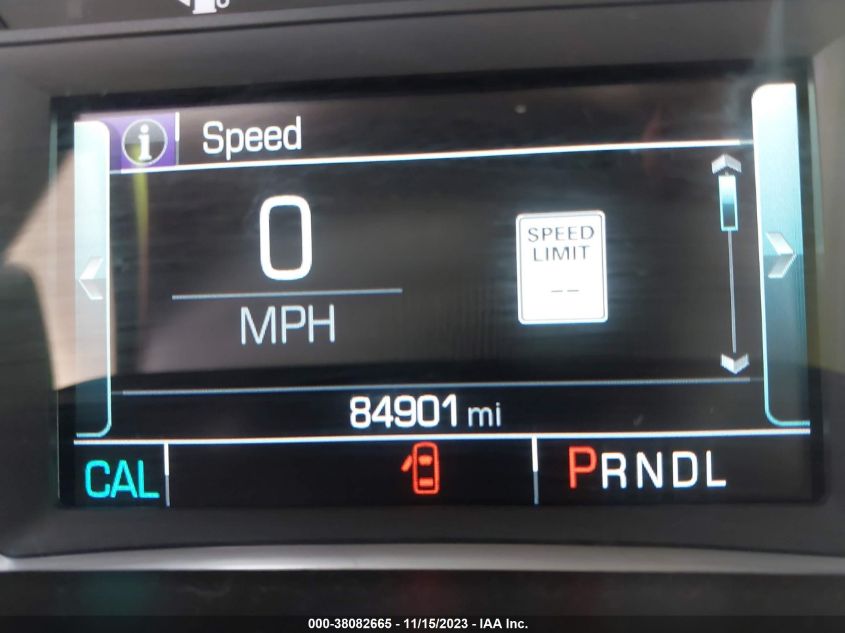 i Speed
0
MPH
SPEED
LIMIT
--
84901 mi
CAL
PRNDL
000-38082665 - 11/15/2023 - IAA Inc.